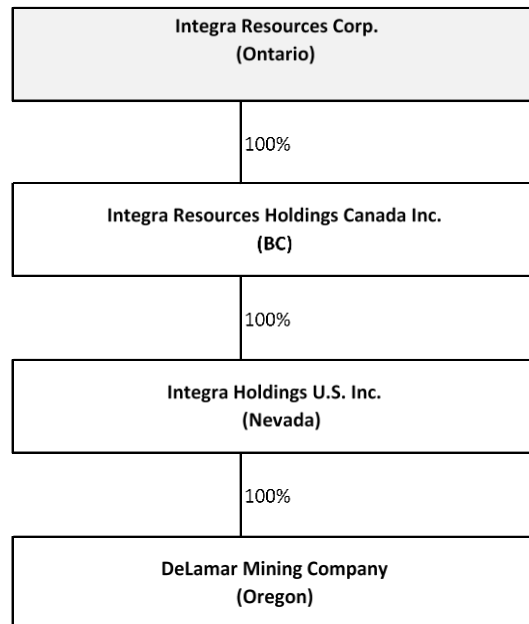 Integra Resources Corp.
(Ontario)
100%
Integra Resources Holdings Canada Inc.
(BC)
100%
Integra Holdings U.S. Inc.
(Nevada)
100%
DeLamar Mining Company
(Oregon)